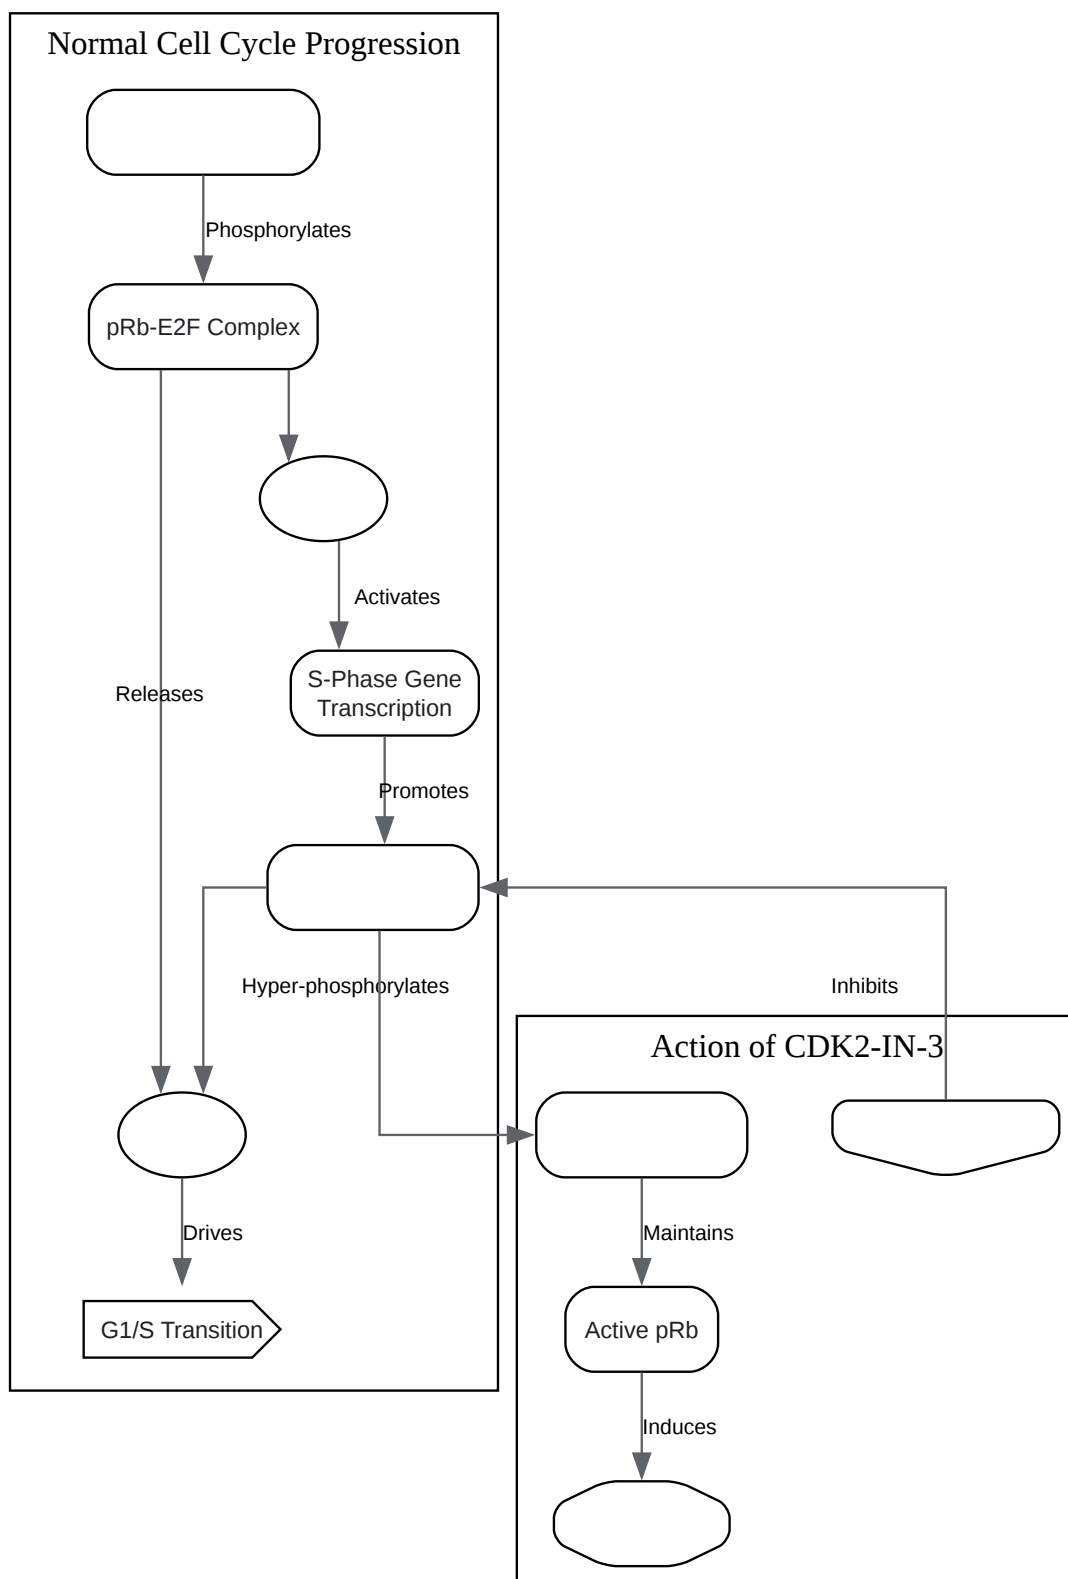 Normal Cell Cycle Progression
Phosphorylates
pRb-E2F Complex
Activates
S-Phase Gene
Transcription
Releases
Promotes
Hyper-phosphorylates
Inhibits
Action of CDK2-IN-3
Drives
Maintains
G1/S Transition
Active pRb
Induces